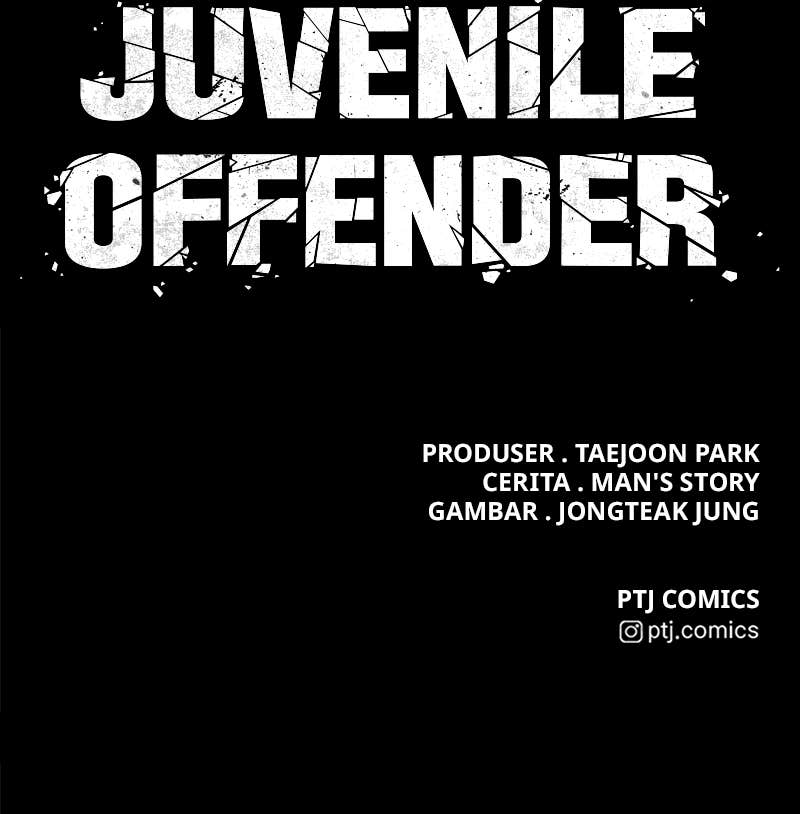 JUVENILE
OFFENDER
PRODUSER . TAEJOON PARK
CERITA . MAN'S STORY
GAMBAR . JONGTEAK JUNG
PTJ COMICS
ptj.comics